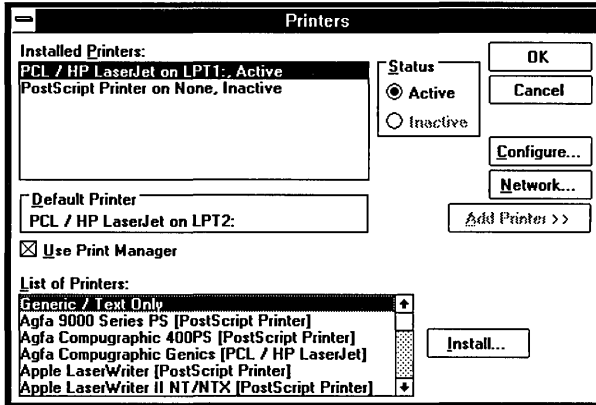 Printers
Installed Printers:
PCL / HP LaserJet on LPT1:, Active
PostScript Printer on None, Inactive
Status
Active
Inactive
OK
Cancel
Configure...
Network...
Add Printer >>
Default Printer
PCL / HP LaserJet on LPT2:
Use Print Manager
List of Printers:
Generic / Text Only
Agfa 9000 Series PS [PostScript Printer]
Agfa Compugraphic 400PS [PostScript Printer]
Agfa Compugraphic Genics [PCL / HP LaserJet]
Apple LaserWriter [PostScript Printer]
Apple LaserWriter II NT/NTX [PostScript Printer]
Install...